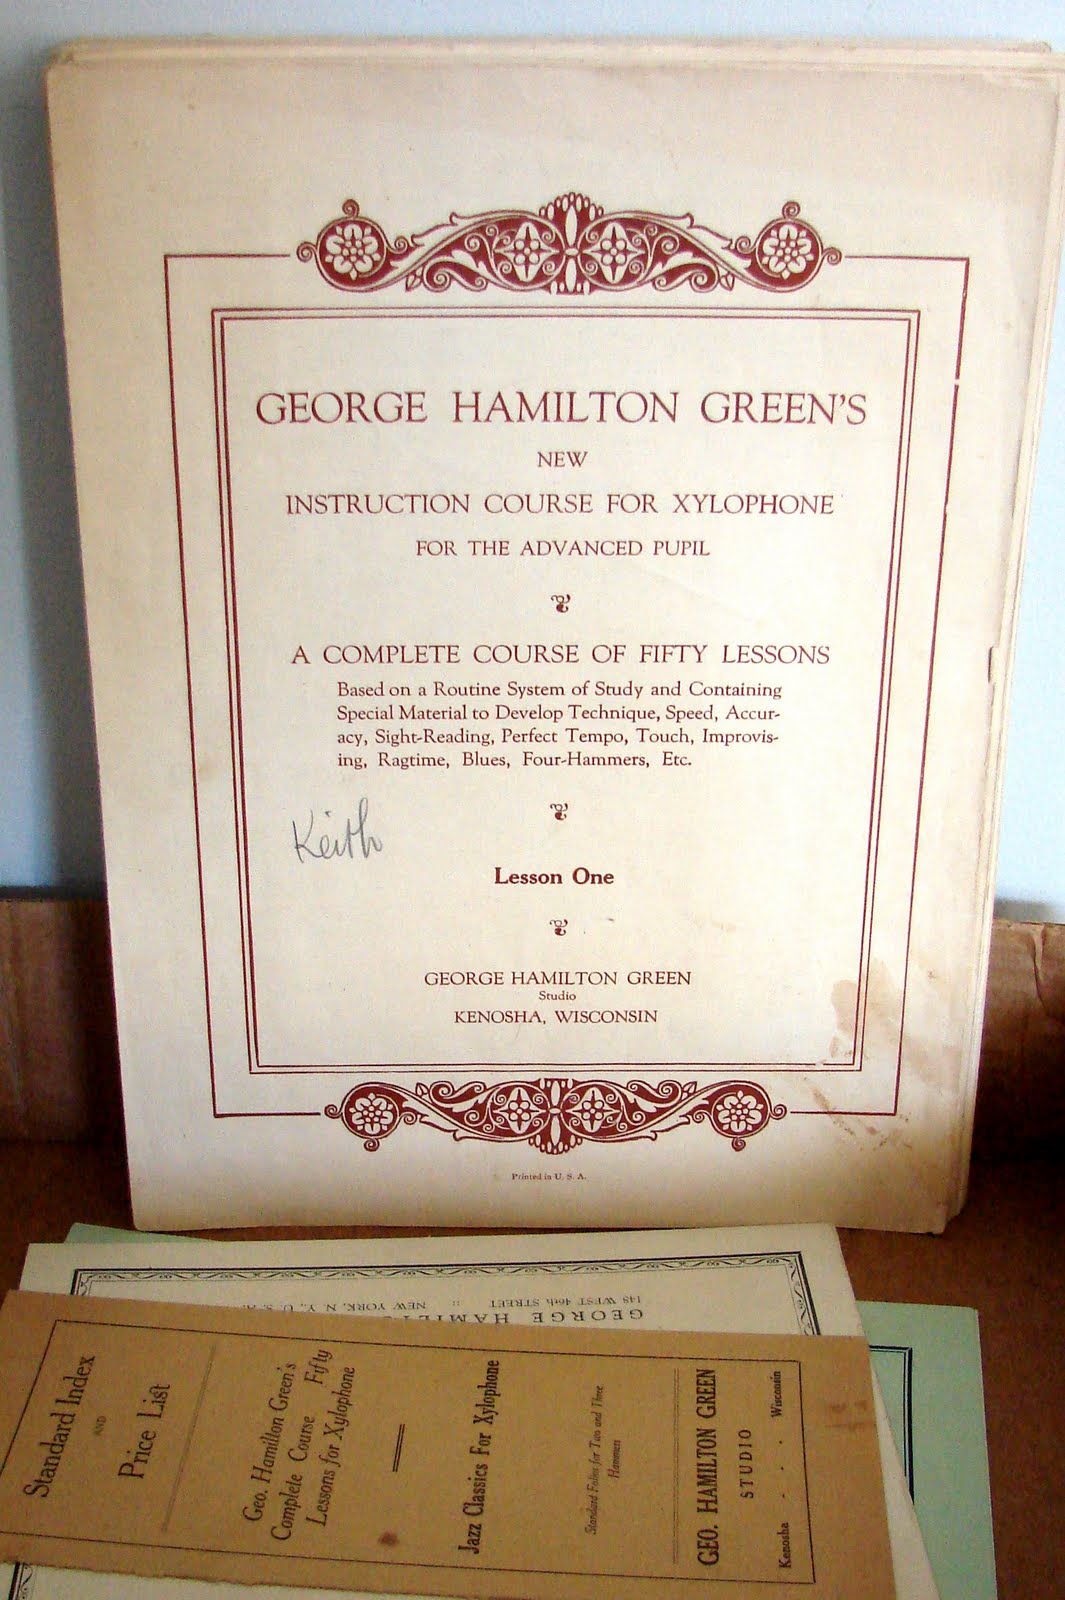 GEORGE HAMILTON GREEN'S
NEW
INSTRUCTION COURSE FOR XYLOPHONE
FOR THE ADVANCED PUPIL
A COMPLETE COURSE OF FIFTY LESSONS
Based on a Routine System of Study and Containing
Special Material to Develop Technique, Speed, Accur-
acy, Sight-Reading, Perfect Tempo, Touch, Improvis-
ing, Ragtime, Blues, Four-Hammers, Etc.
Keith
Lesson One
GEORGE HAMILTON GREEN
Studio
KENOSHA, WISCONSIN
Printed in U. S. A.
GEORGE HAMIL
148 WEST 46th STREET :: NEW YORK, N. Y., U. S. A.
Standard Index
AND
Price List
Geo. Hamilton Green's
Complete Course Fifty
Lessons for Xylophone
Jazz Classics For Xylophone
Standard Folios for Two and Three
Hammers
GEO. HAMILTON GREEN
STUDIO
Kenosha - - - Wisconsin